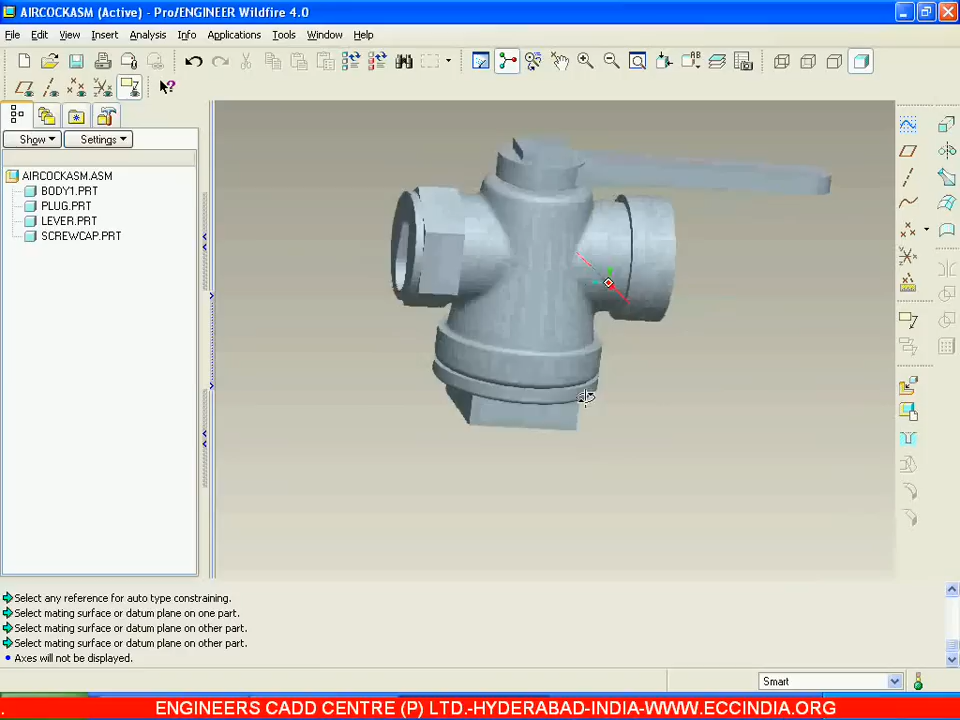 AIRCOCKASM (Active) - Pro/ENGINEER Wildfire 4.0
File Edit View Insert Analysis Info Applications Tools Window Help
Show Settings
AIRCOCKASM.ASM
BODY1.PRT
PLUG.PRT
LEVER.PRT
SCREWCAP.PRT
Select any reference for auto type constraining.
Select mating surface or datum plane on one part.
Select mating surface or datum plane on other part.
Select mating surface or datum plane on other part.
Axes will not be displayed.
Smart
. ENGINEERS CADD CENTRE (P) LTD.-HYDERABAD-INDIA-WWW.ECCINDIA.ORG